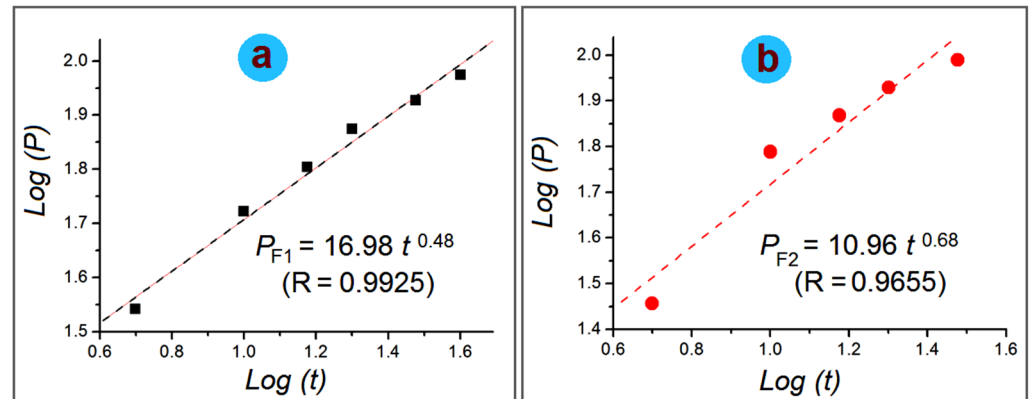 a
Log (P)
2.0
1.9
1.8
1.7
1.6
1.5
P_F1 = 16.98 t^0.48
(R = 0.9925)
0.6 0.8 1.0 1.2 1.4 1.6
Log (t)
b
Log (P)
2.0
1.9
1.8
1.7
1.6
1.5
1.4
P_F2 = 10.96 t^0.68
(R = 0.9655)
0.6 0.8 1.0 1.2 1.4 1.6
Log (t)